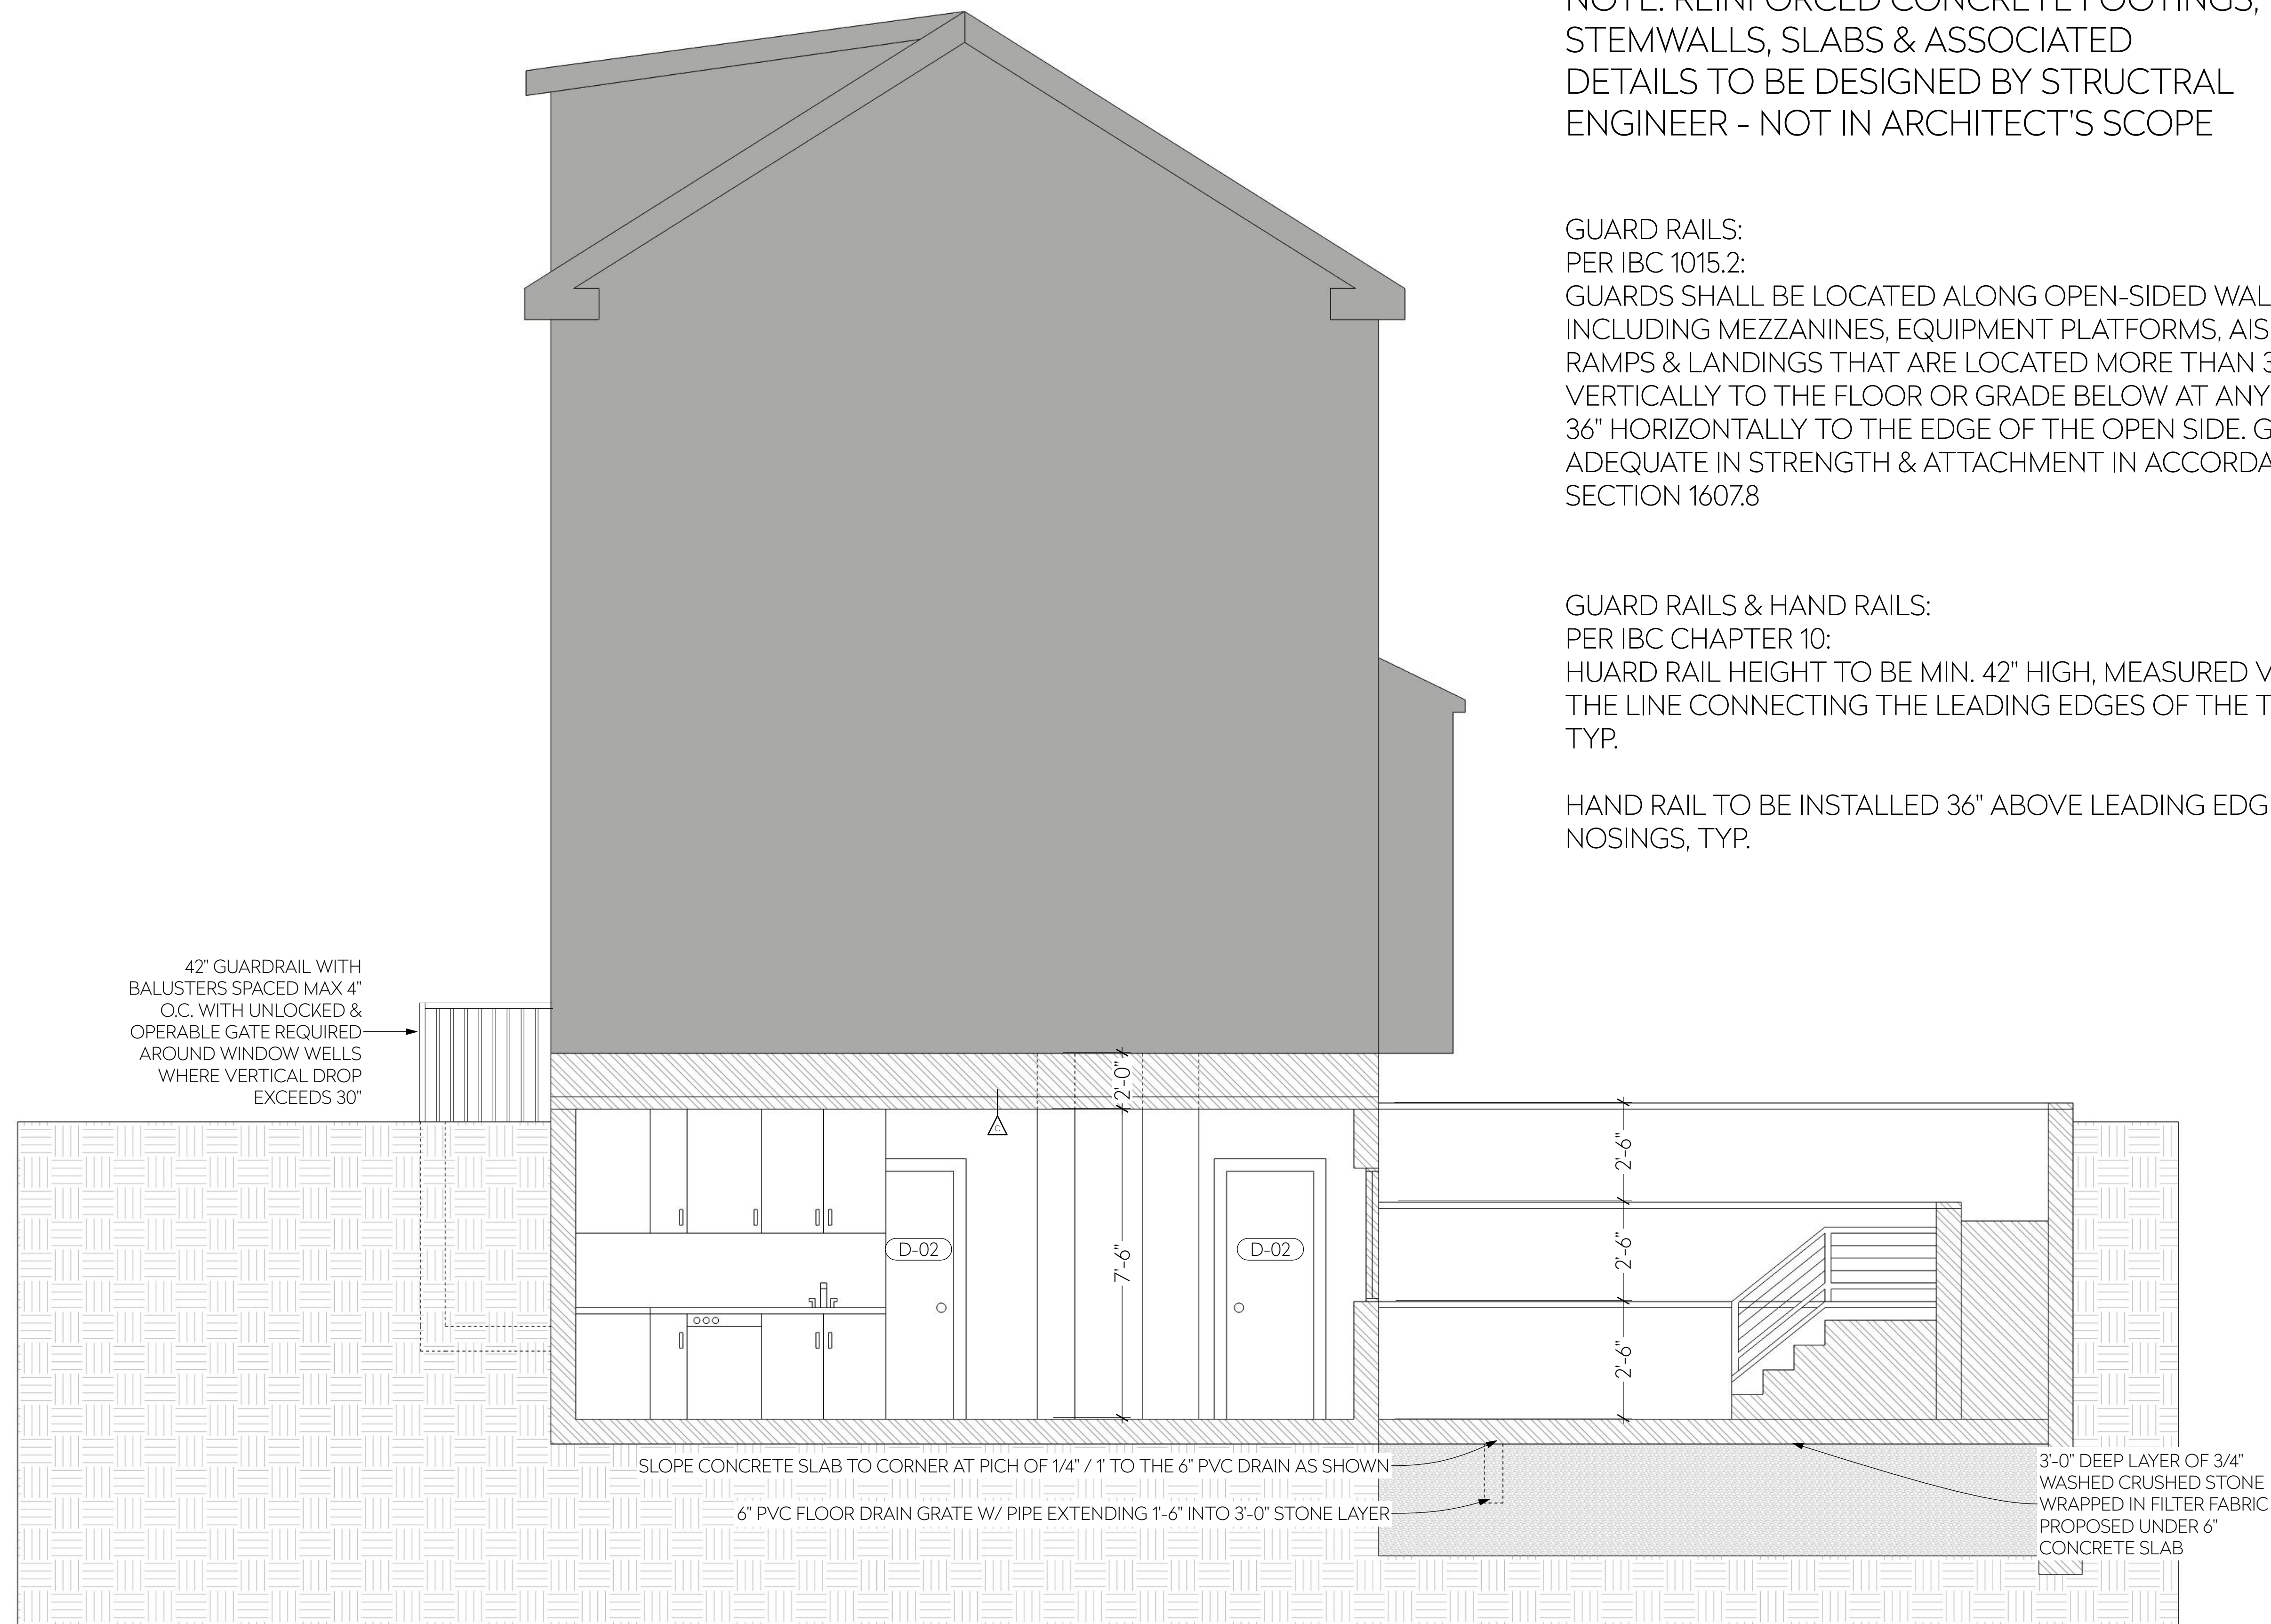 NOTE: REINFORCED CONCRETE FOOTINGS,
STEMWALLS, SLABS & ASSOCIATED
DETAILS TO BE DESIGNED BY STRUCTRAL
ENGINEER - NOT IN ARCHITECT'S SCOPE
GUARD RAILS:
PER IBC 1015.2:
GUARDS SHALL BE LOCATED ALONG OPEN-SIDED
INCLUDING MEZZANINES, EQUIPMENT PLATFORMS,
RAMPS & LANDINGS THAT ARE LOCATED MORE THAN
VERTICALLY TO THE FLOOR OR GRADE BELOW AT ANY
36" HORIZONTALLY TO THE EDGE OF THE OPEN SIDE.
ADEQUATE IN STRENGTH & ATTACHMENT IN
SECTION 1607.8
GUARD RAILS & HAND RAILS:
PER IBC CHAPTER 10:
HUARD RAIL HEIGHT TO BE MIN. 42" HIGH, MEASURED
THE LINE CONNECTING THE LEADING EDGES OF THE
TYP.
HAND RAIL TO BE INSTALLED 36" ABOVE LEADING
NOSINGS, TYP.
42" GUARDRAIL WITH
BALUSTERS SPACED MAX 4"
O.C. WITH UNLOCKED &
OPERABLE GATE REQUIRED
AROUND WINDOW WELLS
WHERE VERTICAL DROP
EXCEEDS 30"
2'-0"
C
7'-6"
D-02
D-02
2'-6"
2'-6"
2'-6"
SLOPE CONCRETE SLAB TO CORNER AT PICH OF 1/4" / 1' TO THE 6" PVC DRAIN AS SHOWN
6" PVC FLOOR DRAIN GRATE W/ PIPE EXTENDING 1'-6" INTO 3'-0" STONE LAYER
3'-0" DEEP LAYER OF 3/4"
WASHED CRUSHED STONE
WRAPPED IN FILTER FABRIC
PROPOSED UNDER 6"
CONCRETE SLAB